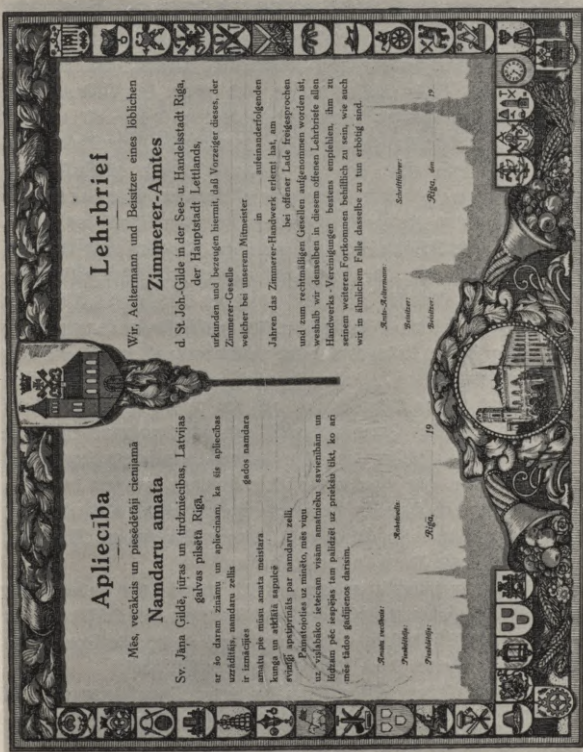 Apliecība
Mēs, vecākais un piesēdētāji cienījamā
Namdaru amata
Sv. Jāņa Gildē, jūras un tirdzniecības, Latvijas
galvas pilsētā Rīgā,
ar šo daram zināmu un apliecinam, ka šis apliecības
uzrādītājs, namdaru zellis
ir izmācījies gados namdara
amatu pie mūsu amata meistara
kunga un atklātā sapulcē
svinīgi apstiprināts par namdaru zelli.
Pamatojoties uz minēto, mēs viņu
uz vislabāko ieteicam visām amatnieku savienībām un
lūdzam pēc iespējas tam palīdzēt uz priekšu tikt, ko arī
mēs tādos gadījienos darīsim.
Amata vecākais:
Rakstvedis:
Piesēdētājs:
Piesēdētājs:
Rīgā, 19
Lehrbrief
Wir, Aeltermann und Beisitzer eines löblichen
Zimmerer-Amtes
d. St. Joh.-Gilde in der See- u. Handelsstadt Riga,
der Hauptstadt Lettlands,
urkunden und bezeugen hiermit, daß Vorzeiger dieses, der
Zimmerer-Geselle
welcher bei unserem Mitmeister
in aufeinanderfolgenden
Jahren das Zimmerer-Handwerk erlernt hat, am
bei offener Lade freigesprochen
und zum rechtmäßigen Gesellen aufgenommen worden ist,
weshalb wir denselben in diesem offenen Lehrbriefe allen
Handwerks-Vereinigungen bestens empfehlen, ihm zu
seinem weiteren Fortkommen behilflich zu sein, wie auch
wir in ähnlichem Falle dasselbe zu tun erbötig sind.
Amts-Aeltermann:
Schriftführer:
Beisitzer:
Beisitzer:
Riga, den 19